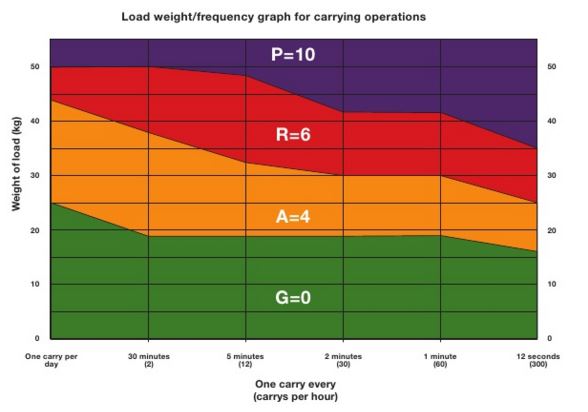 Load weight/frequency graph for carrying operations
P=10
R=6
A=4
G=0
Weight of load (kg)
50
40
30
20
10
0
50
40
30
20
10
0
One carry per
day
30 minutes
(2)
5 minutes
(12)
2 minutes
(30)
1 minute
(60)
12 seconds
(300)
One carry every
(carrys per hour)